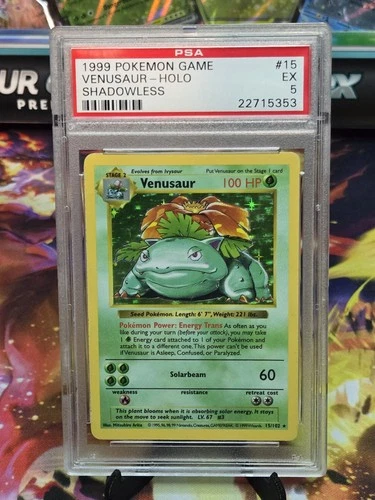 PSA
1999 POKEMON GAME #15
VENUSAUR-HOLO EX
SHADOWLESS 5
22715353
STAGE 2 Evolves from Ivysaur Put Venusaur on the Stage 1 card
Venusaur 100 HP
Seed Pokémon. Length: 6' 7", Weight: 221 lbs.
Pokémon Power: Energy Trans As often as you
like during your turn (before your attack), you may take
1 Energy card attached to 1 of your Pokémon and
attach it to a different one. This power can't be used
if Venusaur is Asleep, Confused, or Paralyzed.
Solarbeam 60
weakness resistance retreat cost
This plant blooms when it is absorbing solar energy. It stays
on the move to seek sunlight. LV. 67 #3
Illus. Mitsuhiro Arita 15/102